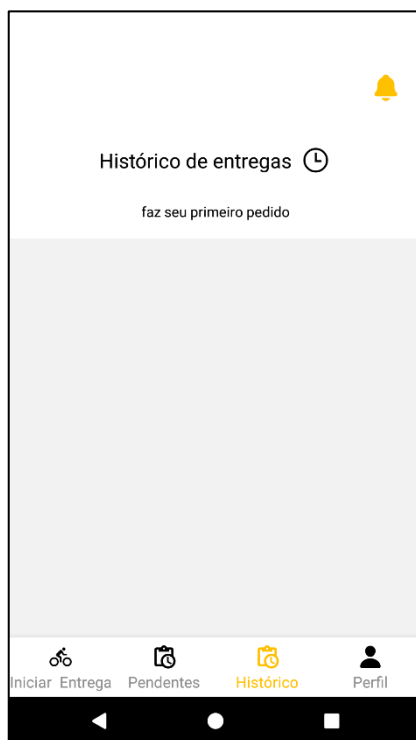 Histórico de entregas
faz seu primeiro pedido
Iniciar Entrega
Pendentes
Histórico
Perfil